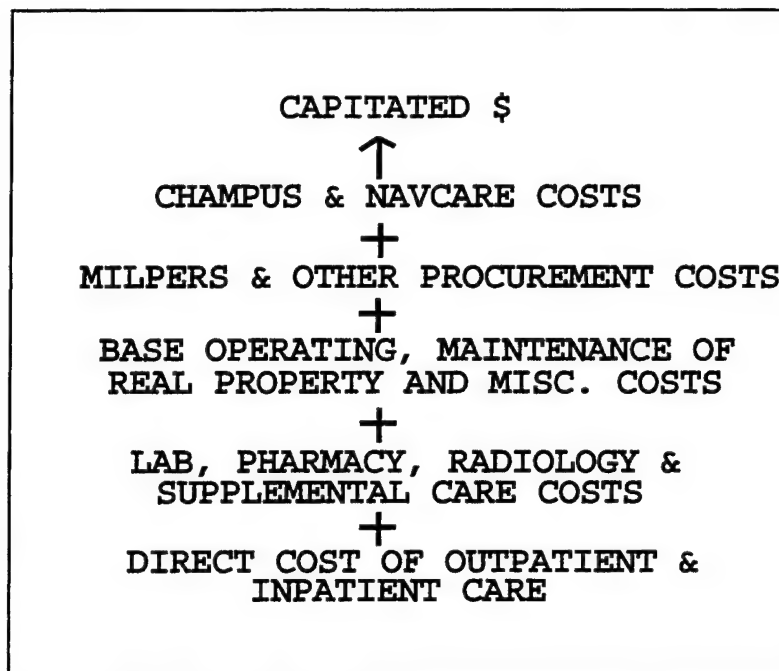 CAPITATED $
↑
CHAMPUS & NAVCARE COSTS
+
MILPERS & OTHER PROCUREMENT COSTS
+
BASE OPERATING, MAINTENANCE OF
REAL PROPERTY AND MISC. COSTS
+
LAB, PHARMACY, RADIOLOGY &
SUPPLEMENTAL CARE COSTS
+
DIRECT COST OF OUTPATIENT &
INPATIENT CARE